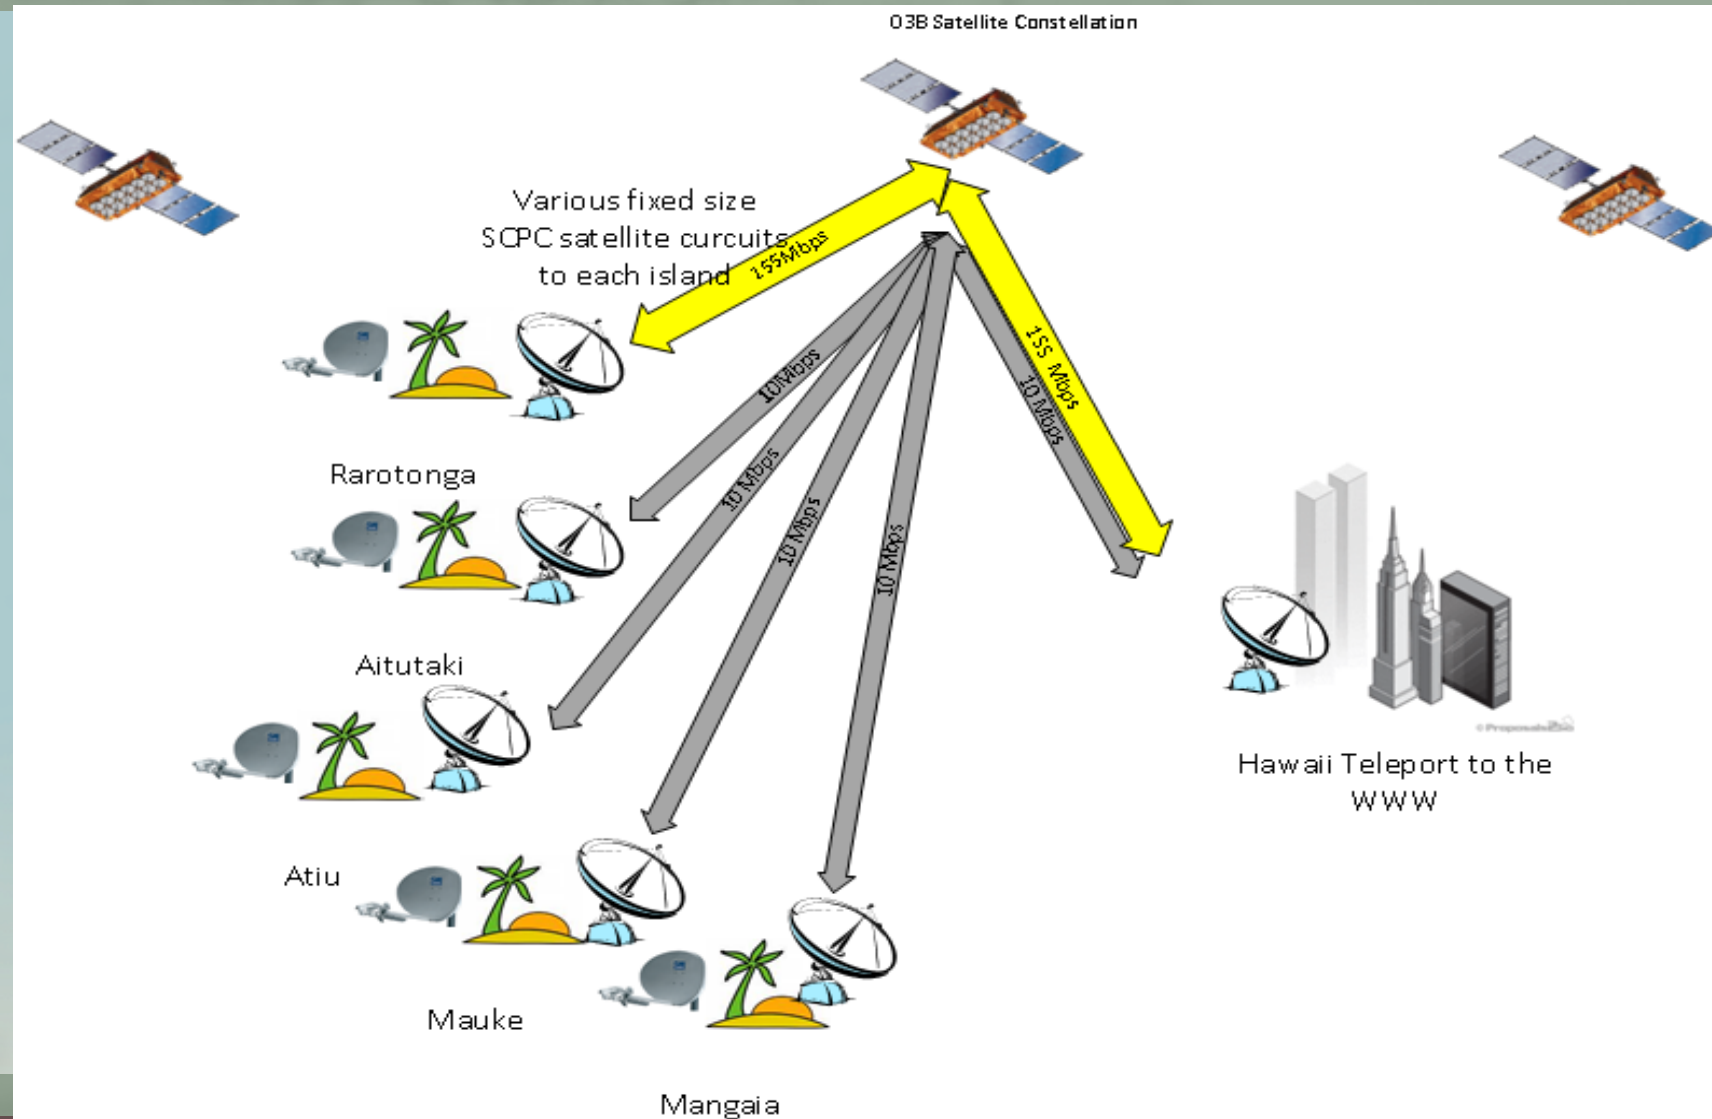 O3B Satellite Constellation
Various fixed size
SCPC satellite curcuits
to each island
155Mbps
155 Mbps
10 Mbps
10Mbps
10 Mbps
10 Mbps
10 Mbps
Rarotonga
Aitutaki
Atiu
Mauke
Mangaia
Hawaii Teleport to the
WWW